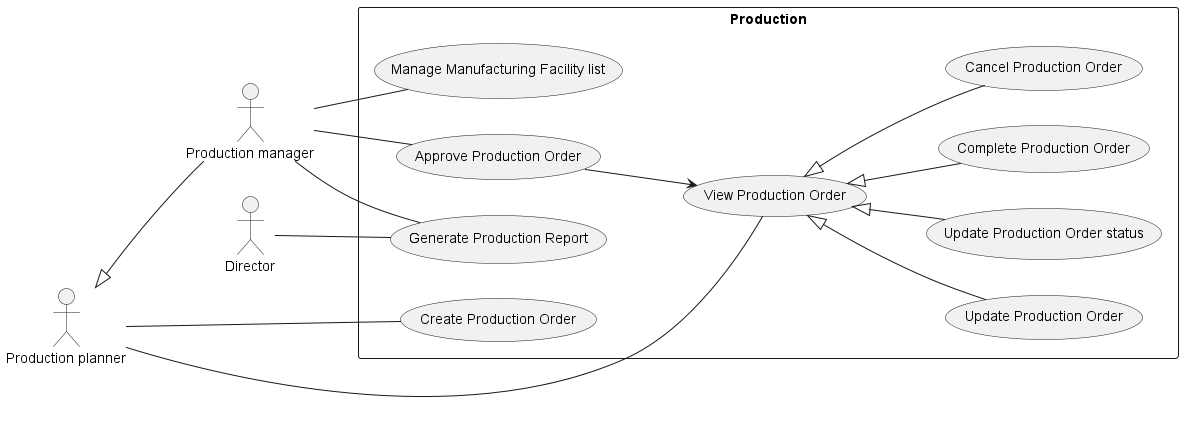 Production
Manage Manufacturing Facility list
Cancel Production Order
Production manager
Approve Production Order
Complete Production Order
View Production Order
Director
Generate Production Report
Update Production Order status
Production planner
Create Production Order
Update Production Order